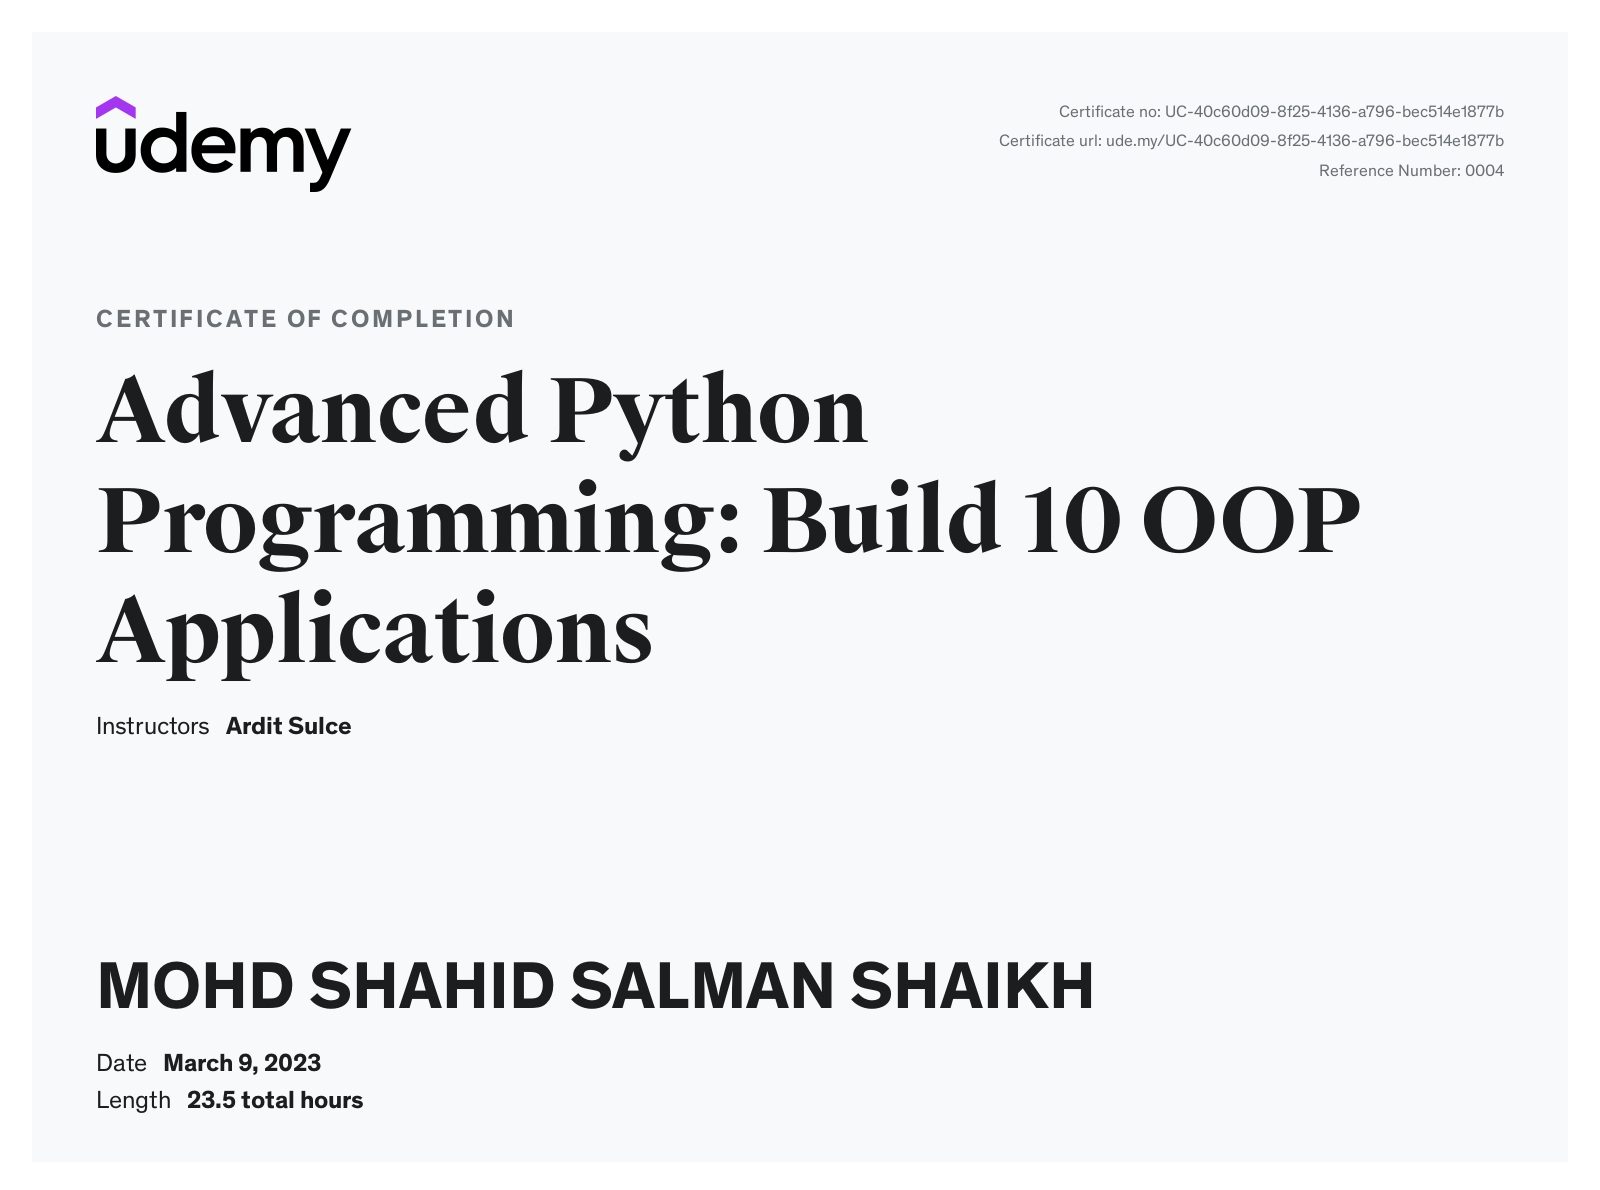 udemy
Certificate no: UC-40c60d09-8f25-4136-a796-bec514e1877b
Certificate url: ude.my/UC-40c60d09-8f25-4136-a796-bec514e1877b
Reference Number: 0004
CERTIFICATE OF COMPLETION
Advanced Python
Programming: Build 10 OOP
Applications
Instructors Ardit Sulce
MOHD SHAHID SALMAN SHAIKH
Date March 9, 2023
Length 23.5 total hours